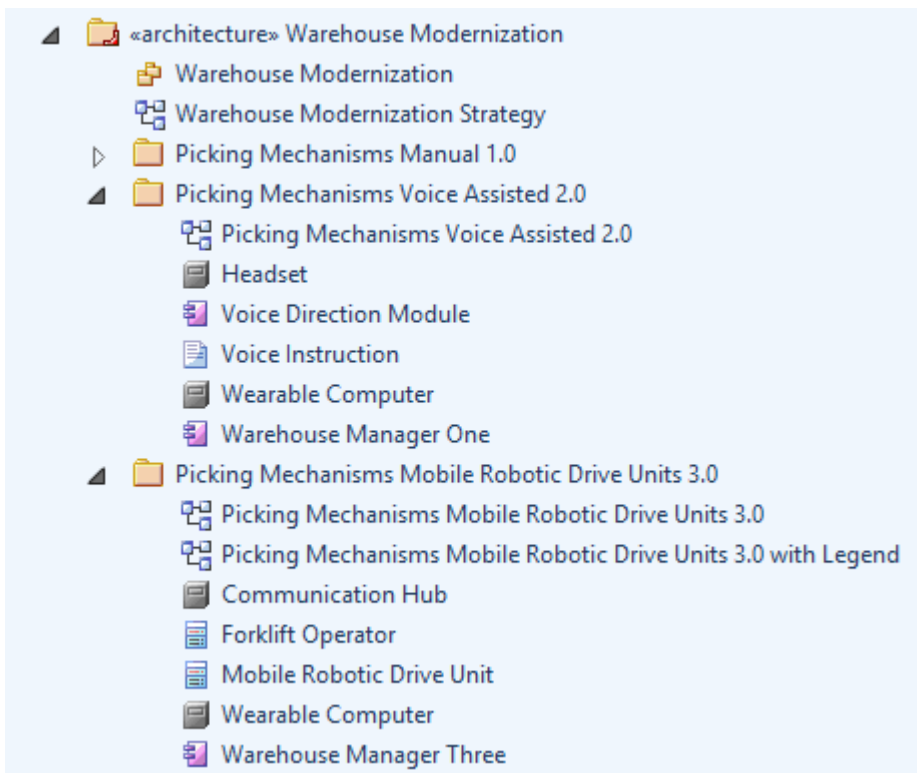 «architecture» Warehouse Modernization
Warehouse Modernization
Warehouse Modernization Strategy
Picking Mechanisms Manual 1.0
Picking Mechanisms Voice Assisted 2.0
Picking Mechanisms Voice Assisted 2.0
Headset
Voice Direction Module
Voice Instruction
Wearable Computer
Warehouse Manager One
Picking Mechanisms Mobile Robotic Drive Units 3.0
Picking Mechanisms Mobile Robotic Drive Units 3.0
Picking Mechanisms Mobile Robotic Drive Units 3.0 with Legend
Communication Hub
Forklift Operator
Mobile Robotic Drive Unit
Wearable Computer
Warehouse Manager Three